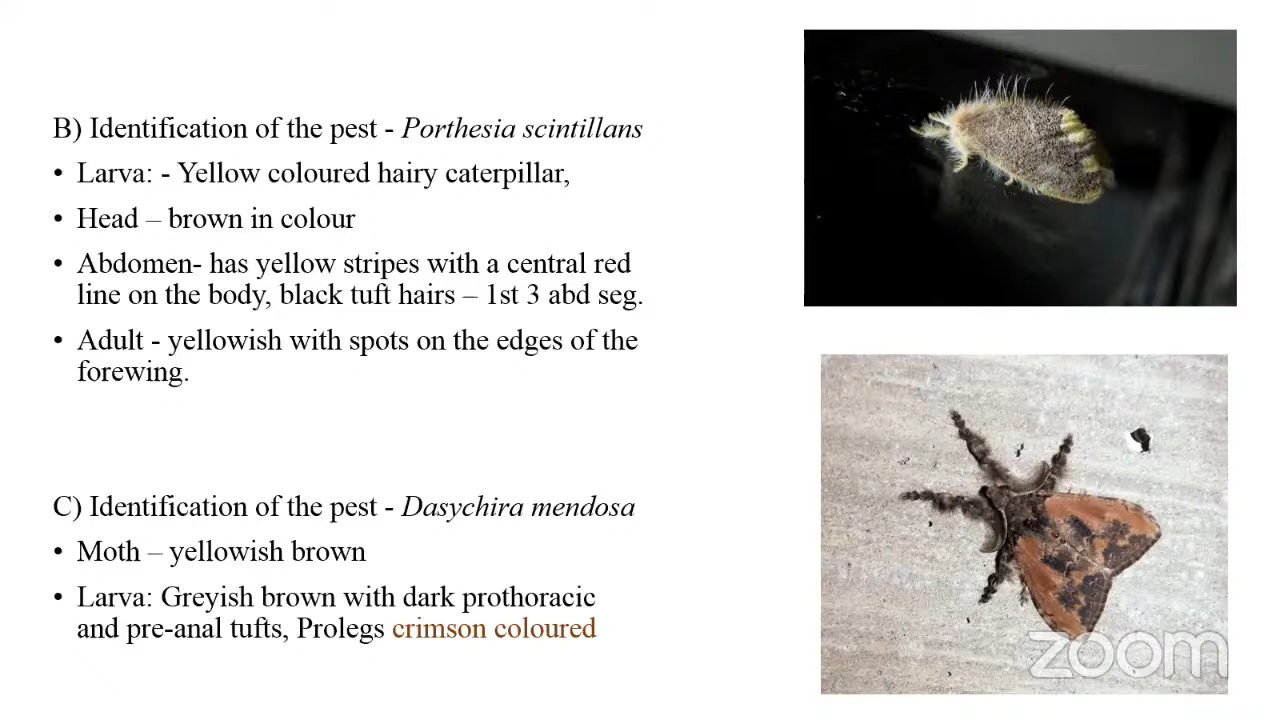 B) Identification of the pest - Porthesia scintillans
• Larva: - Yellow coloured hairy caterpillar,
• Head – brown in colour
• Abdomen- has yellow stripes with a central red
line on the body, black tuft hairs – 1st 3 abd seg.
• Adult - yellowish with spots on the edges of the
forewing.
C) Identification of the pest - Dasychira mendosa
• Moth – yellowish brown
• Larva: Greyish brown with dark prothoracic
and pre-anal tufts, Prolegs crimson coloured
zoom